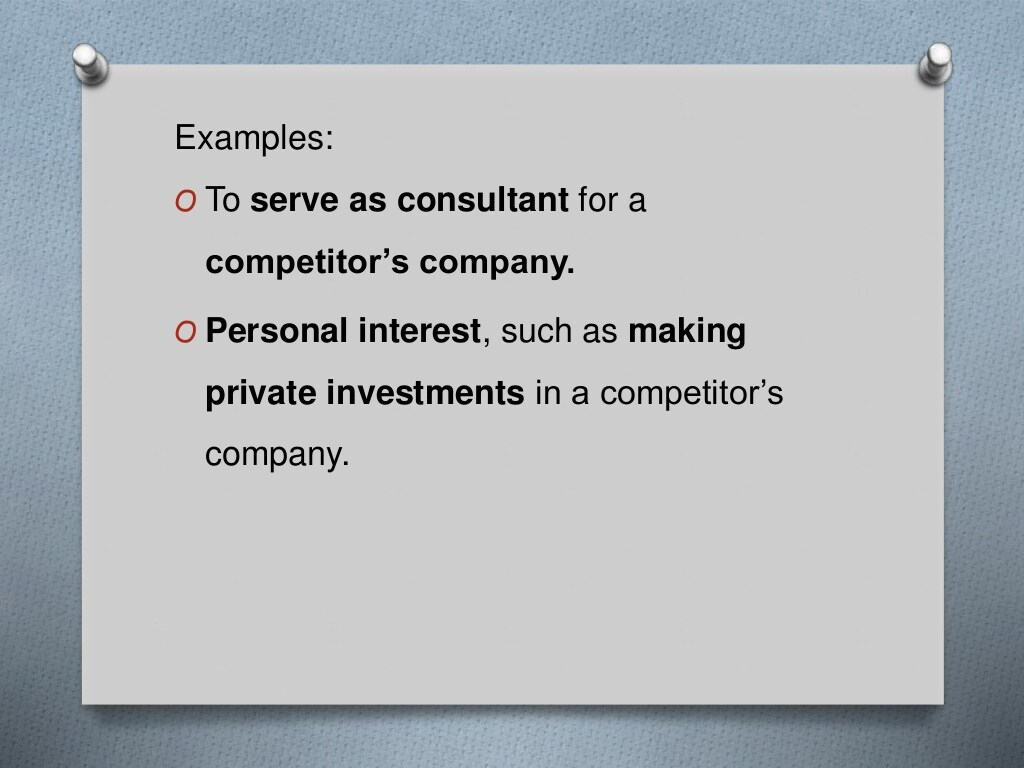 Examples:
O To serve as consultant for a
competitor’s company.
O Personal interest, such as making
private investments in a competitor’s
company.